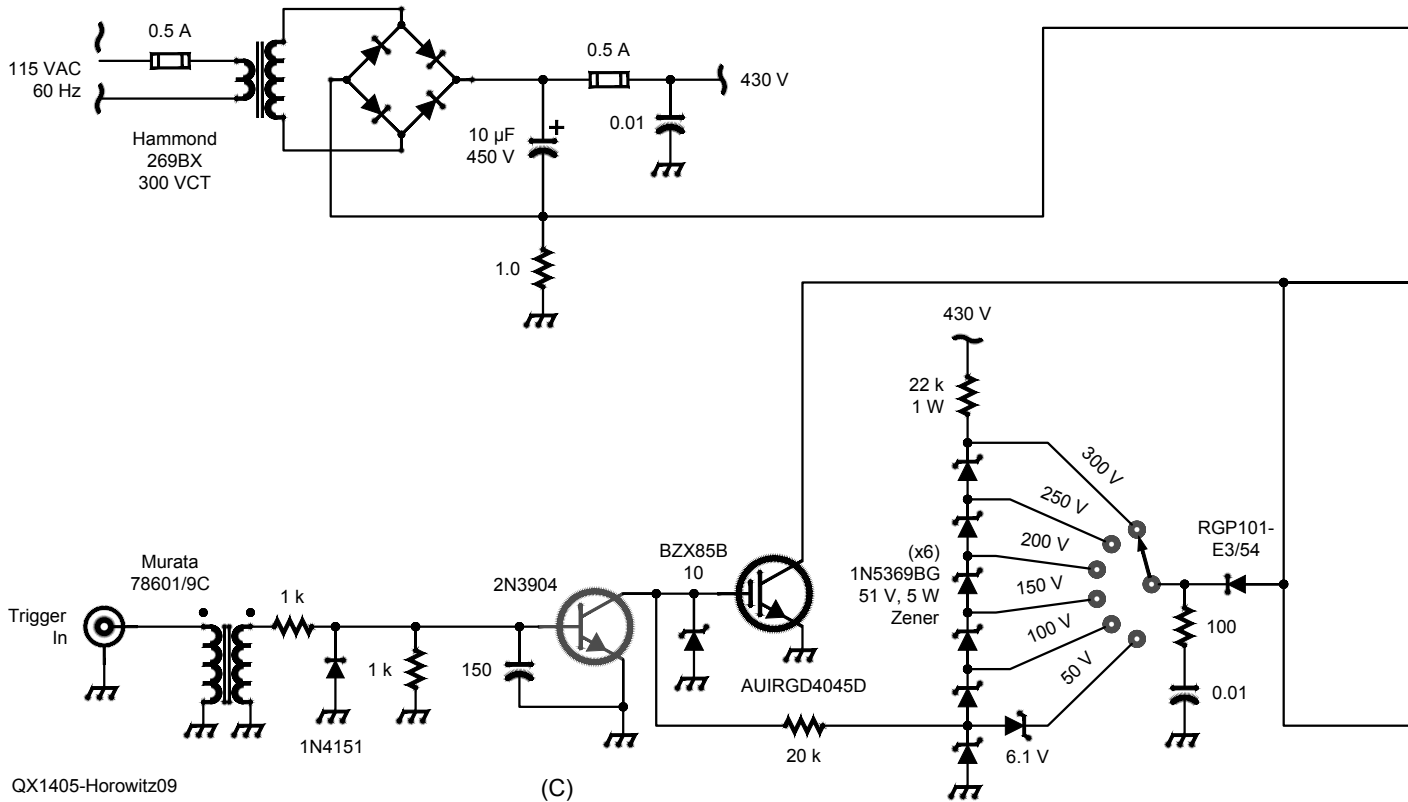 0.5 A
115 VAC
60 Hz
Hammond
269BX
300 VCT
0.5 A
430 V
10 µF
450 V
+
0.01
1.0
430 V
22 k
1 W
300 V
250 V
200 V
150 V
100 V
50 V
(x6)
1N5369BG
51 V, 5 W
Zener
RGP101-
E3/54
100
0.01
6.1 V
Murata
78601/9C
Trigger
In
1 k
1N4151
1 k
150
2N3904
BZX85B
10
AUIRGD4045D
20 k
QX1405-Horowitz09
(C)